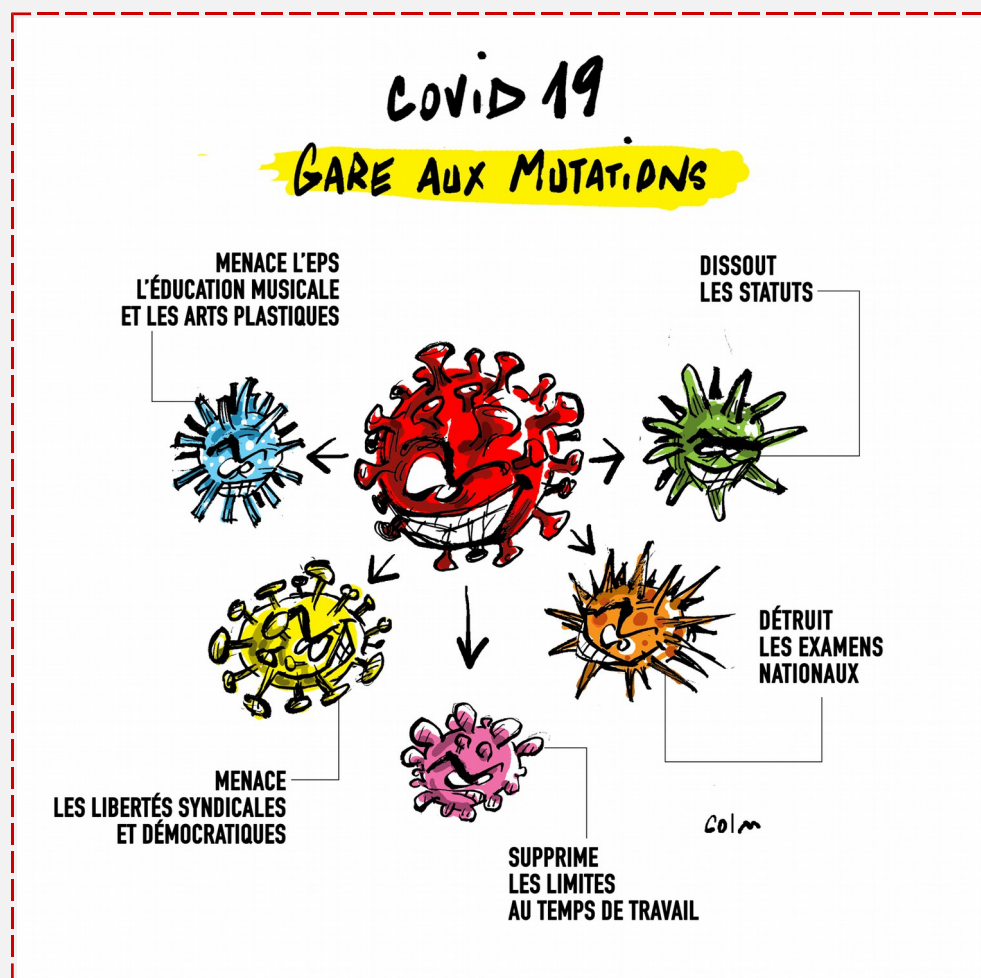 COVID 19
GARE AUX MUTATIONS
MENACE L'EPS
L'ÉDUCATION MUSICALE
ET LES ARTS PLASTIQUES
DISSOUT
LES STATUTS
DÉTRUIT
LES EXAMENS
NATIONAUX
MENACE
LES LIBERTÉS SYNDICALES
ET DÉMOCRATIQUES
Colm
SUPPRIME
LES LIMITES
AU TEMPS DE TRAVAIL